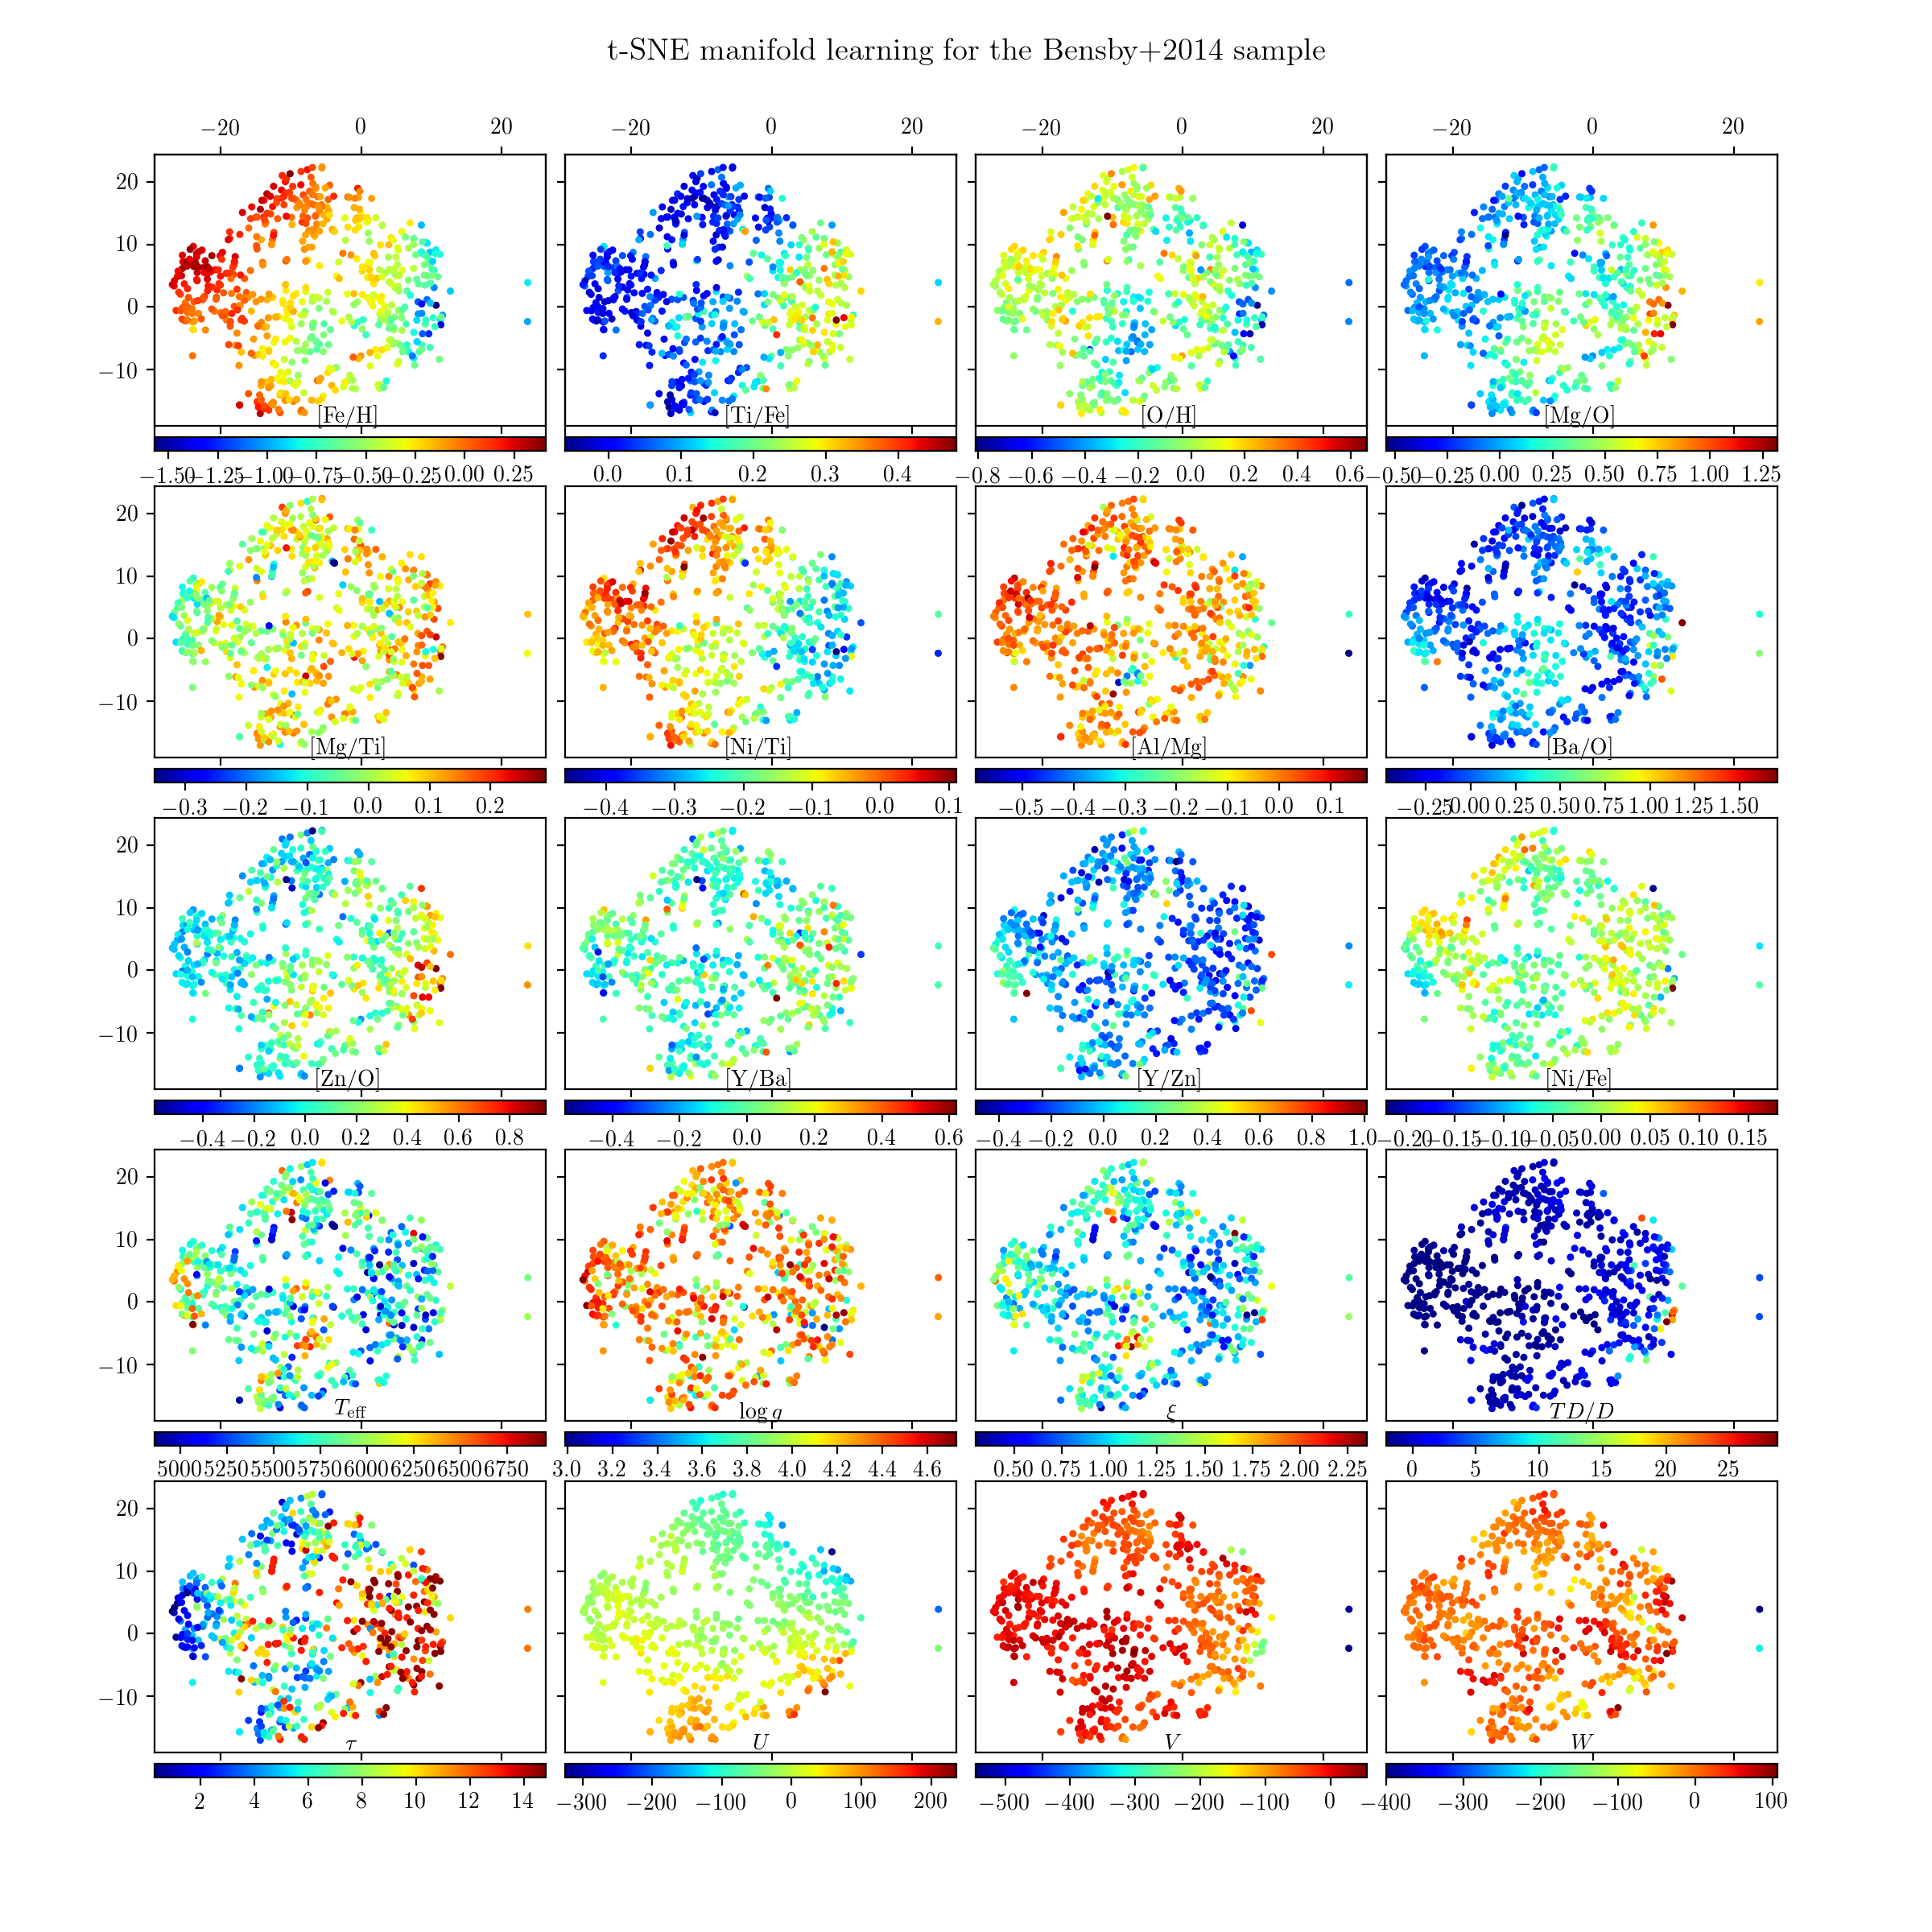 t-SNE manifold learning for the Bensby+2014 sample
−20 0 20 −20 0 20 −20 0 20 −20 0 20
20
10
0
−10
[Fe/H] [Ti/Fe] [O/H] [Mg/O]
−1.50 −1.25 −1.00 −0.75 −0.50 −0.25 0.00 0.25 0.0 0.1 0.2 0.3 0.4 −0.8 −0.6 −0.4 −0.2 0.0 0.2 0.4 0.6 −0.50 −0.25 0.00 0.25 0.50 0.75 1.00 1.25
20
10
0
−10
[Mg/Ti] [Ni/Ti] [Al/Mg] [Ba/O]
−0.3 −0.2 −0.1 0.0 0.1 0.2 −0.4 −0.3 −0.2 −0.1 0.0 0.1 −0.5 −0.4 −0.3 −0.2 −0.1 0.0 0.1 −0.25 0.00 0.25 0.50 0.75 1.00 1.25 1.50
20
10
0
−10
[Zn/O] [Y/Ba] [Y/Zn] [Ni/Fe]
−0.4 −0.2 0.0 0.2 0.4 0.6 0.8 −0.4 −0.2 0.0 0.2 0.4 0.6 −0.4 −0.2 0.0 0.2 0.4 0.6 0.8 1.0 −0.20 −0.15 −0.10 −0.05 0.00 0.05 0.10 0.15
20
10
0
−10
T_eff log g ξ TD/D
5000 5250 5500 5750 6000 6250 6500 6750 3.0 3.2 3.4 3.6 3.8 4.0 4.2 4.4 4.6 0.50 0.75 1.00 1.25 1.50 1.75 2.00 2.25 0 5 10 15 20 25
20
10
0
−10
τ U V W
2 4 6 8 10 12 14 −300 −200 −100 0 100 200 −500 −400 −300 −200 −100 0 −400 −300 −200 −100 0 100